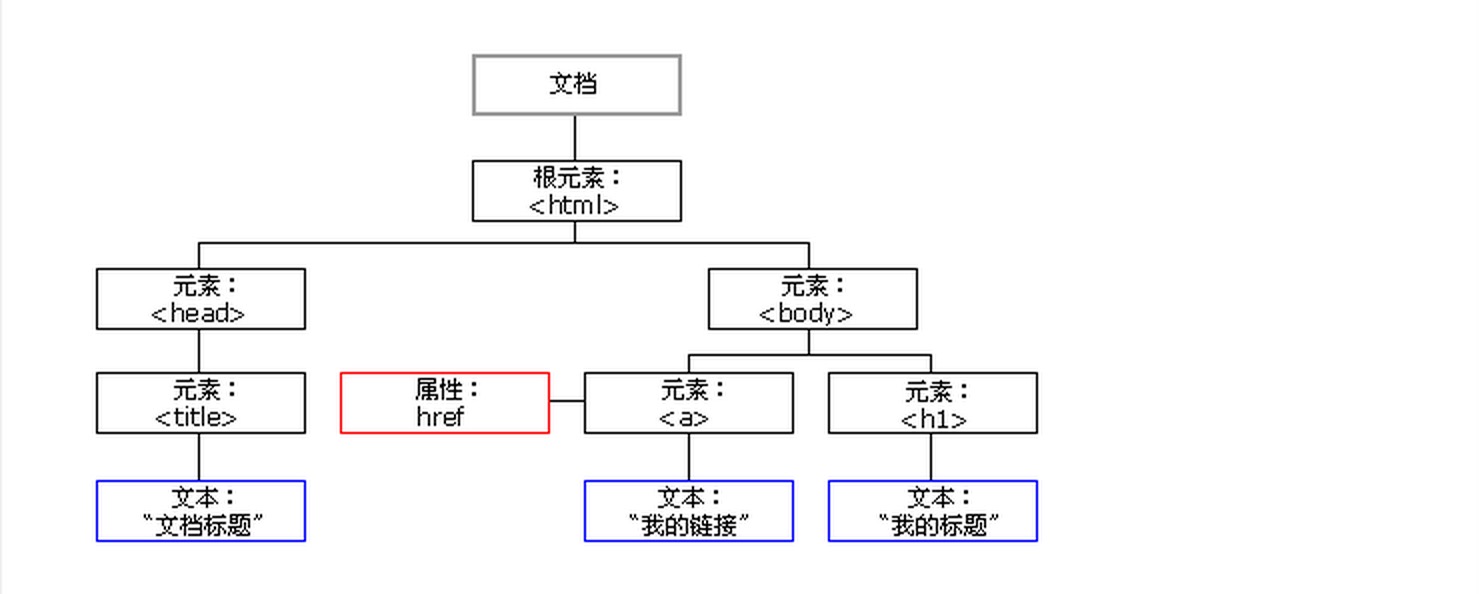 文档
根元素：
<html>
元素：
<head>
元素：
<body>
元素：
<title>
属性：
href
元素：
<a>
元素：
<h1>
文本：
“文档标题”
文本：
“我的链接”
文本：
“我的标题”